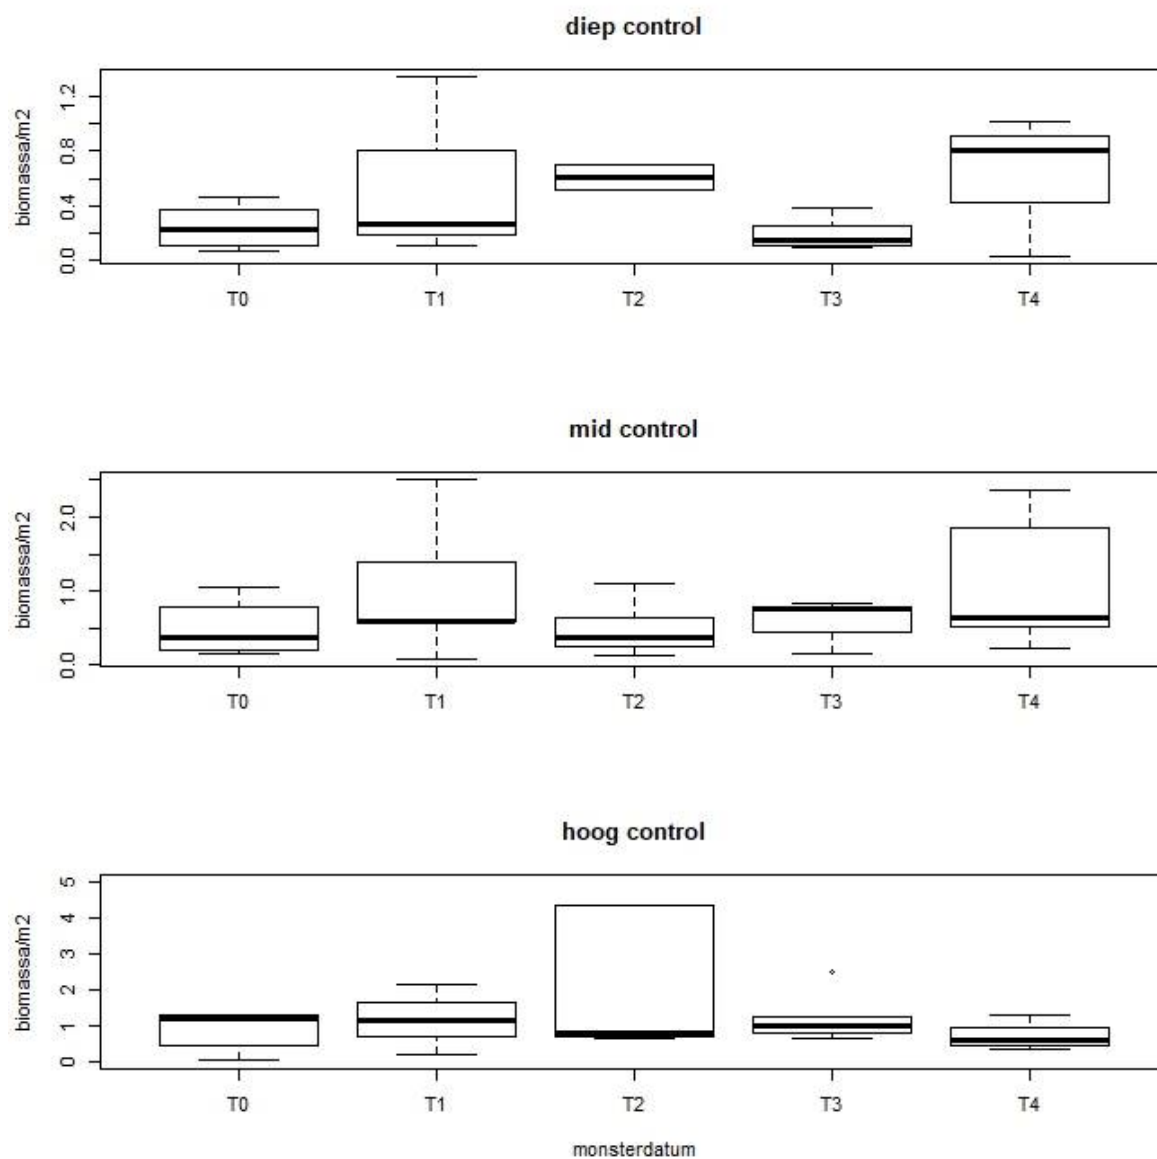 diep control
biomassa/m2
1.2
0.8
0.4
0.0
T0 T1 T2 T3 T4
mid control
biomassa/m2
2.0
1.0
0.0
T0 T1 T2 T3 T4
hoog control
biomassa/m2
5
4
3
2
1
0
T0 T1 T2 T3 T4
monsterdatum